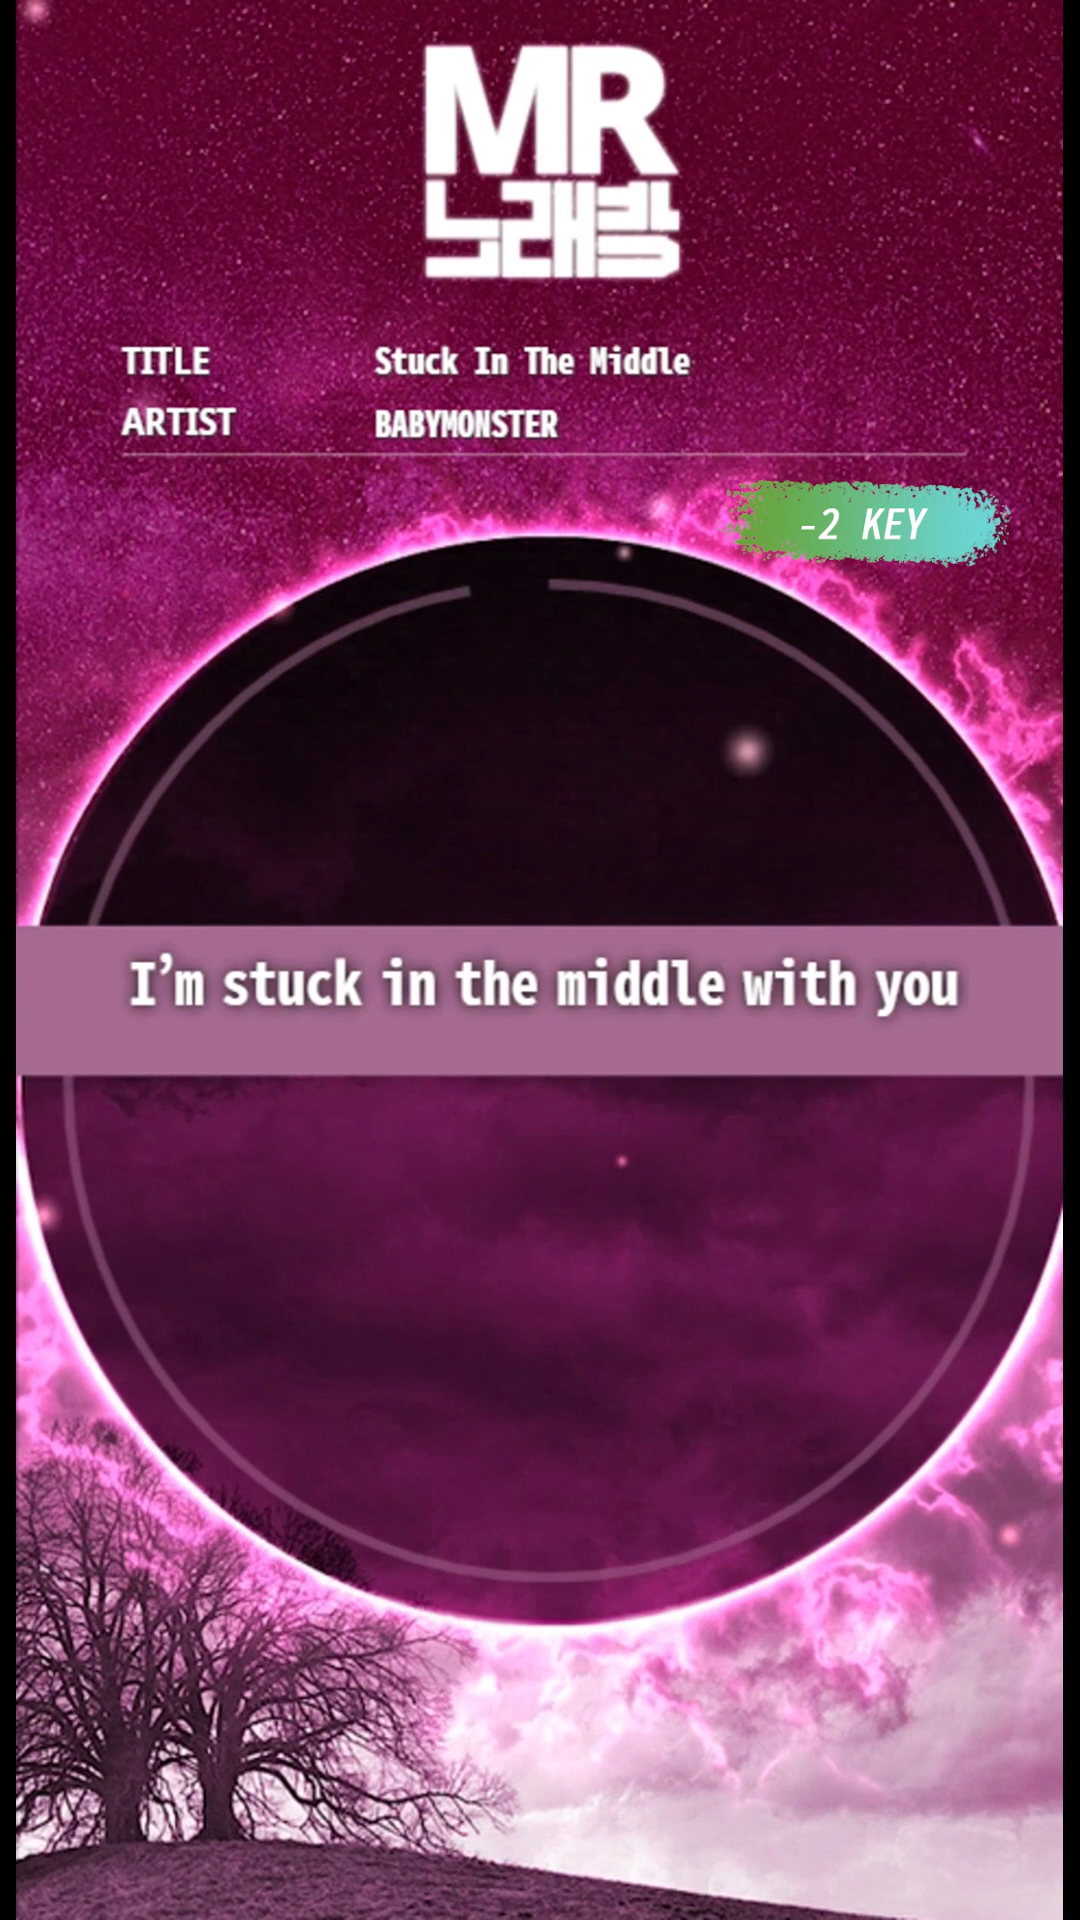 MR
노래방
TITLE Stuck In The Middle
ARTIST BABYMONSTER
-2 KEY
I’m stuck in the middle with you